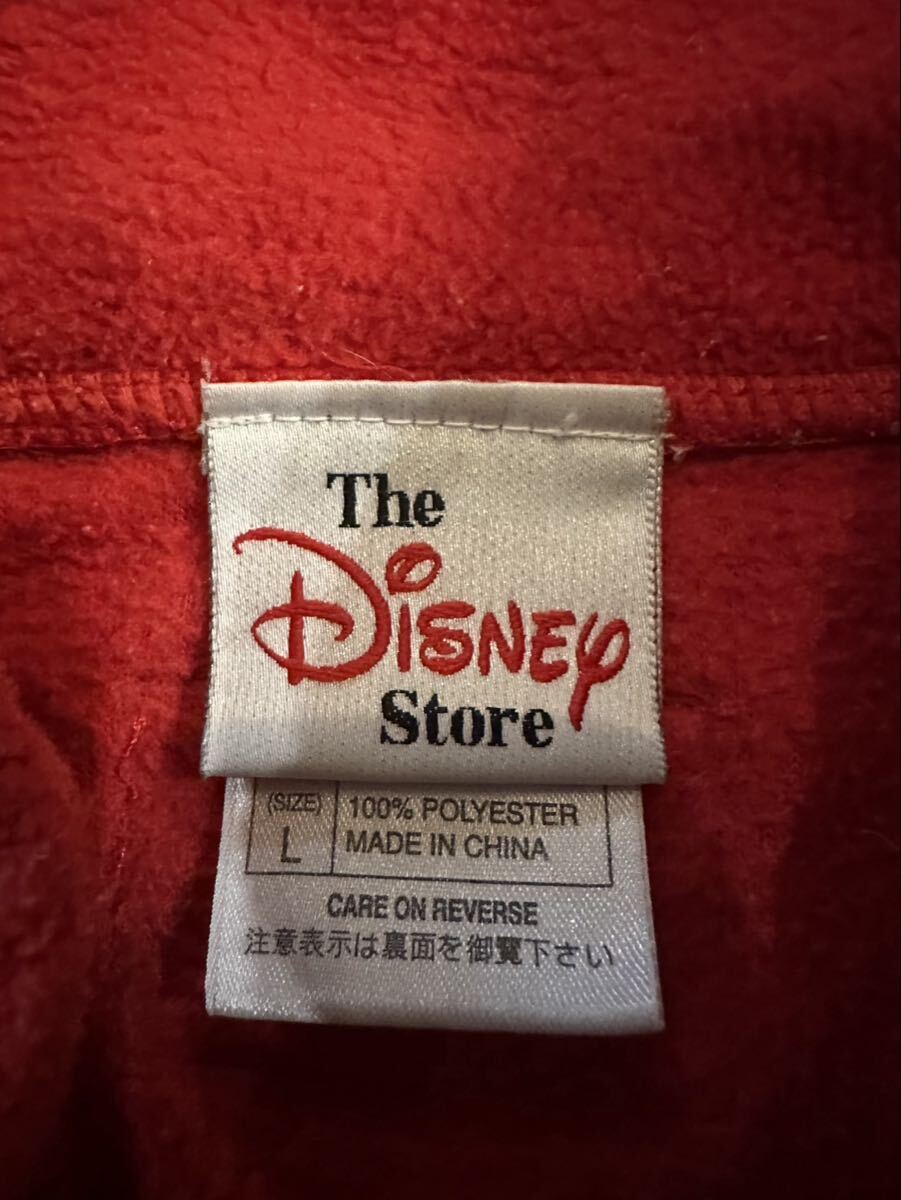 The
Disney
Store
(SIZE)
L
100% POLYESTER
MADE IN CHINA
CARE ON REVERSE
注意表示は裏面を御覽下さい